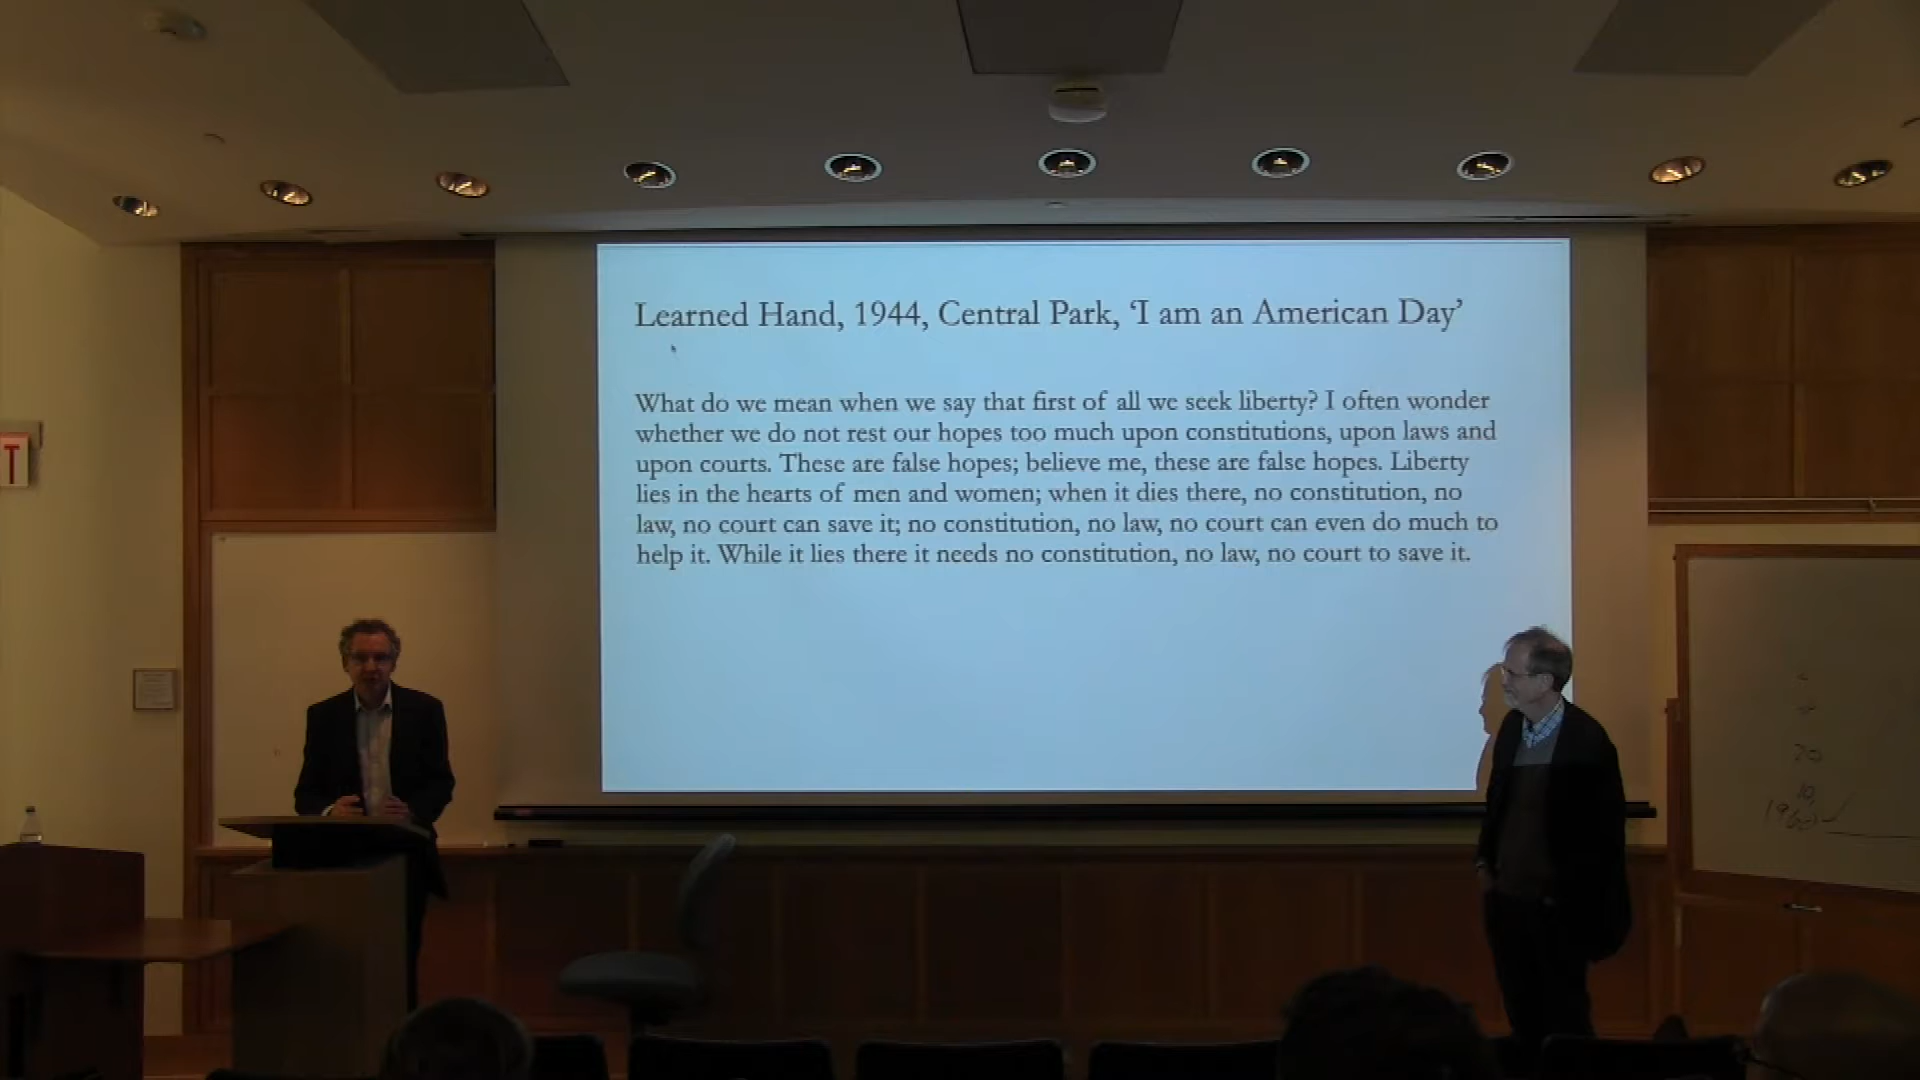 Learned Hand, 1944, Central Park, ‘I am an American Day’
What do we mean when we say that first of all we seek liberty? I often wonder
whether we do not rest our hopes too much upon constitutions, upon laws and
upon courts. These are false hopes; believe me, these are false hopes. Liberty
lies in the hearts of men and women; when it dies there, no constitution, no
law, no court can save it; no constitution, no law, no court can even do much to
help it. While it lies there it needs no constitution, no law, no court to save it.
T
70
10
1960